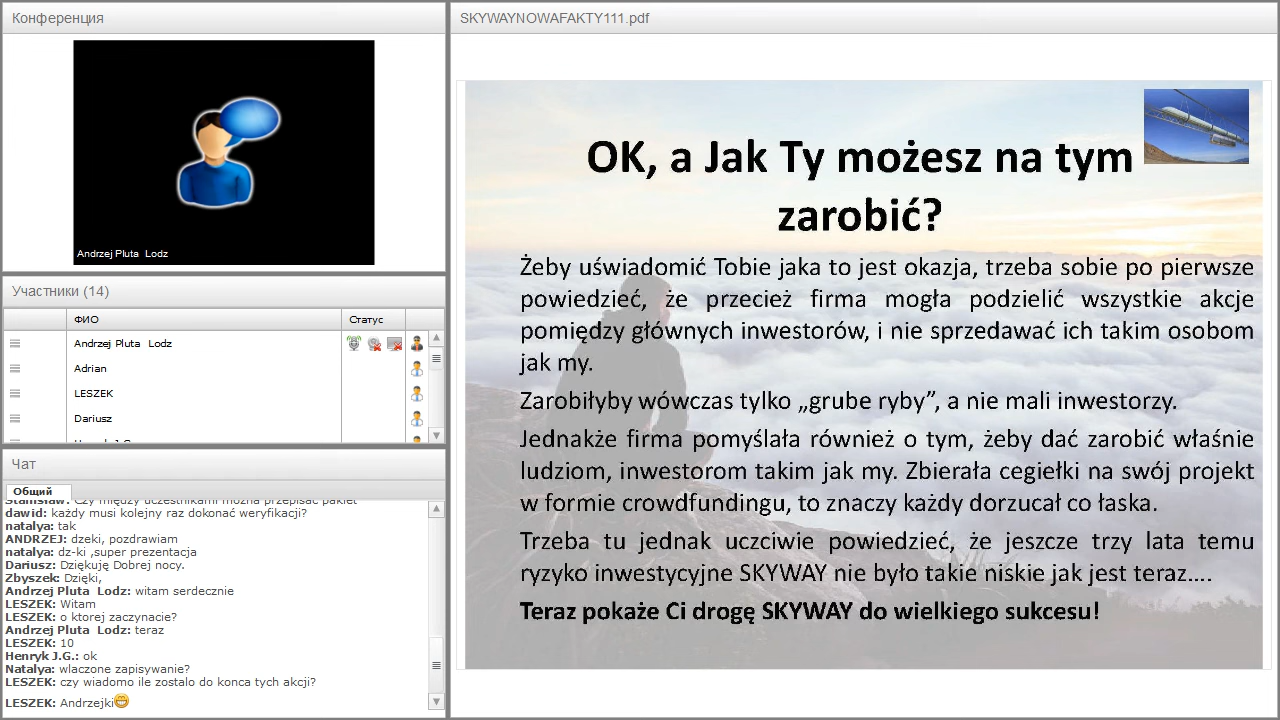 Конференция
Andrzej Pluta Lodz
Участники (14)
ФИО
Статус
Andrzej Pluta Lodz
Adrian
LESZEK
Dariusz
Общий
Чат
Stanisław: Czy między uczestnikami można przepisać pakiet
dawid: każdy musi kolejny raz dokonać weryfikacji?
natalya: tak
ANDRZEJ: dzeki, pozdrawiam
natalya: dz-ki ,super prezentacja
Dariusz: Dziękuję Dobrej nocy.
Zbyszek: Dzięki,
Andrzej Pluta Lodz: witam serdecznie
LESZEK: Witam
LESZEK: o ktorej zaczynacie?
Andrzej Pluta Lodz: teraz
LESZEK: 10
Henryk J.G.: ok
Natalya: wlaczone zapisywanie?
LESZEK: czy wiadomo ile zostalo do konca tych akcji?
LESZEK: Andrzejki
SKYWAYNOWAFAKTY111.pdf
OK, a Jak Ty możesz na tym
zarobić?
Żeby uświadomić Tobie jaka to jest okazja, trzeba sobie po pierwsze
powiedzieć, że przecież firma mogła podzielić wszystkie akcje
pomiędzy głównych inwestorów, i nie sprzedawać ich takim osobom
jak my.
Zarobiłyby wówczas tylko „grube ryby”, a nie mali inwestorzy.
Jednakże firma pomyślała również o tym, żeby dać zarobić właśnie
ludziom, inwestorom takim jak my. Zbierała cegiełki na swój projekt
w formie crowdfundingu, to znaczy każdy dorzucał co łaska.
Trzeba tu jednak uczciwie powiedzieć, że jeszcze trzy lata temu
ryzyko inwestycyjne SKYWAY nie było takie niskie jak jest teraz....
Teraz pokaże Ci drogę SKYWAY do wielkiego sukcesu!